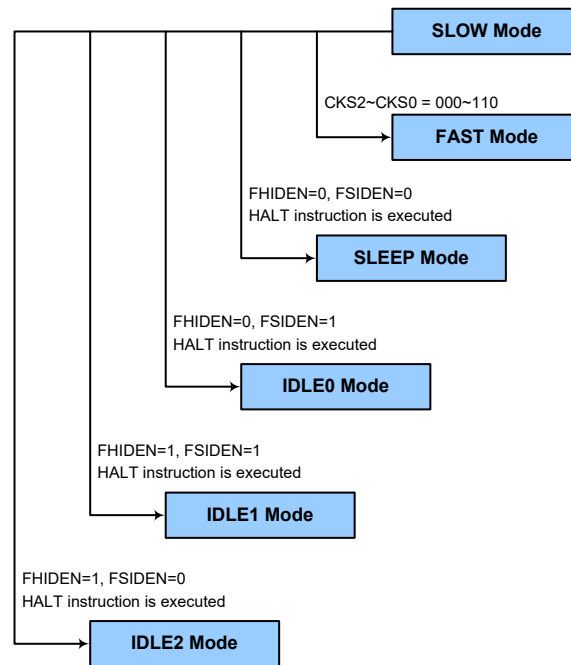 SLOW Mode
CKS2~CKS0 = 000~110
FAST Mode
FHIDEN=0, FSIDEN=0
HALT instruction is executed
SLEEP Mode
FHIDEN=0, FSIDEN=1
HALT instruction is executed
IDLE0 Mode
FHIDEN=1, FSIDEN=1
HALT instruction is executed
IDLE1 Mode
FHIDEN=1, FSIDEN=0
HALT instruction is executed
IDLE2 Mode